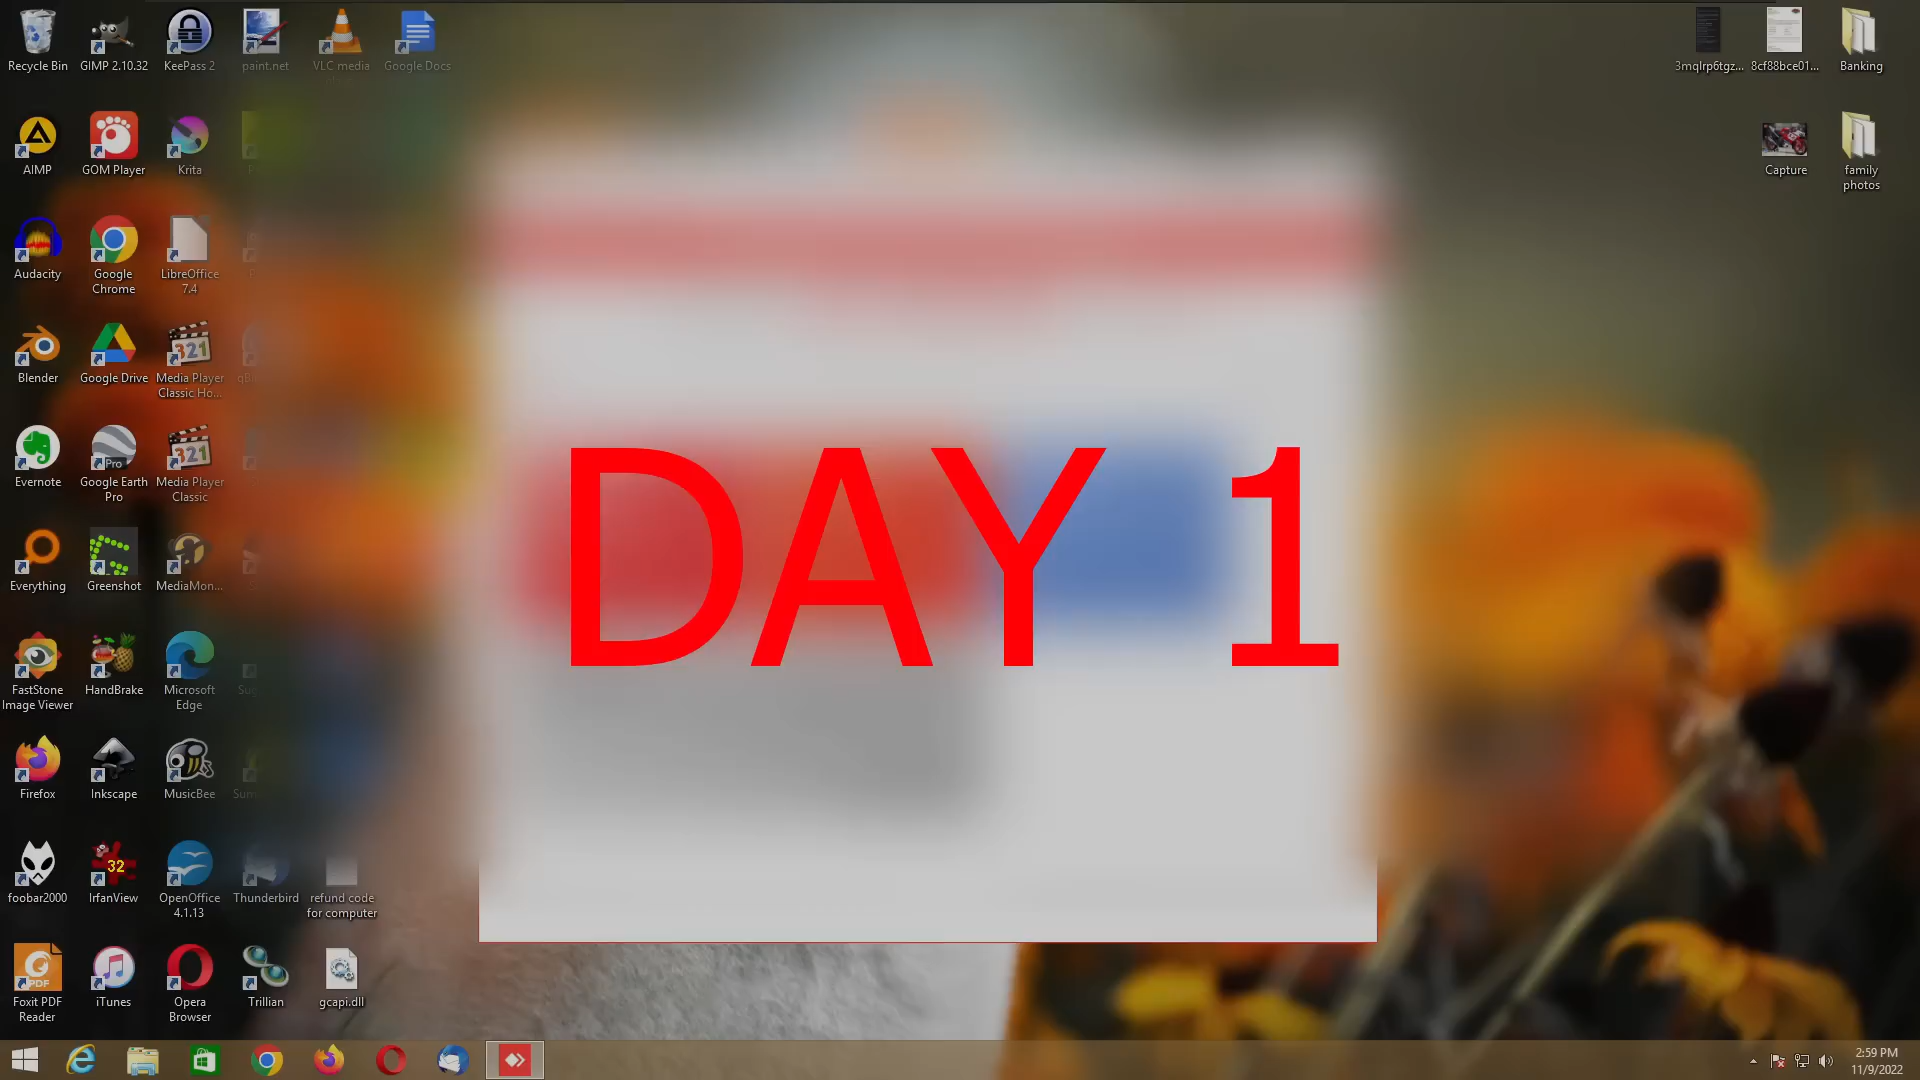 Recycle Bin
GIMP 2.10.32
KeePass 2
paint.net
VLC media
Google Docs
3mqlrp6tgz...
8cf88bce01...
Banking
AIMP
GOM Player
Krita
Capture
family
photos
Audacity
Google
Chrome
LibreOffice
7.4
Blender
Google Drive
Media Player
Classic Ho...
Evernote
Pro
Google Earth
Pro
321
Media Player
Classic
DAY 1
Everything
Greenshot
MediaMon...
FastStone
Image Viewer
HandBrake
Microsoft
Edge
Firefox
Inkscape
MusicBee
foobar2000
32
IrfanView
OpenOffice
4.1.13
Thunderbird
refund code
for computer
PDF
Foxit PDF
Reader
iTunes
Opera
Browser
Trillian
gcapi.dll
2:59 PM
11/9/2022